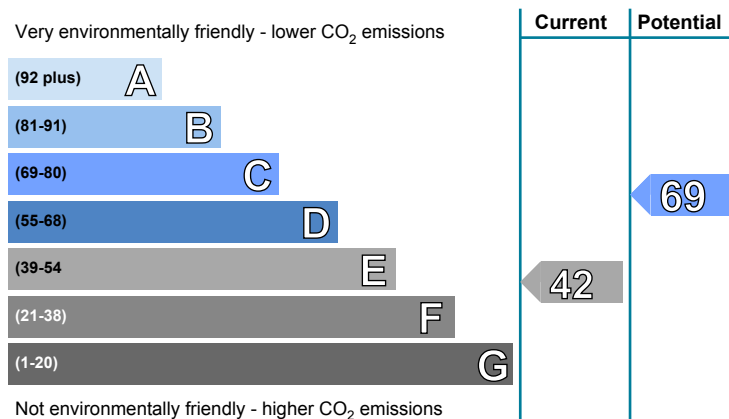 Current Potential
Very environmentally friendly - lower CO₂ emissions
(92 plus) A
(81-91) B
(69-80) C
69
(55-68) D
(39-54 E
42
(21-38) F
(1-20) G
Not environmentally friendly - higher CO₂ emissions